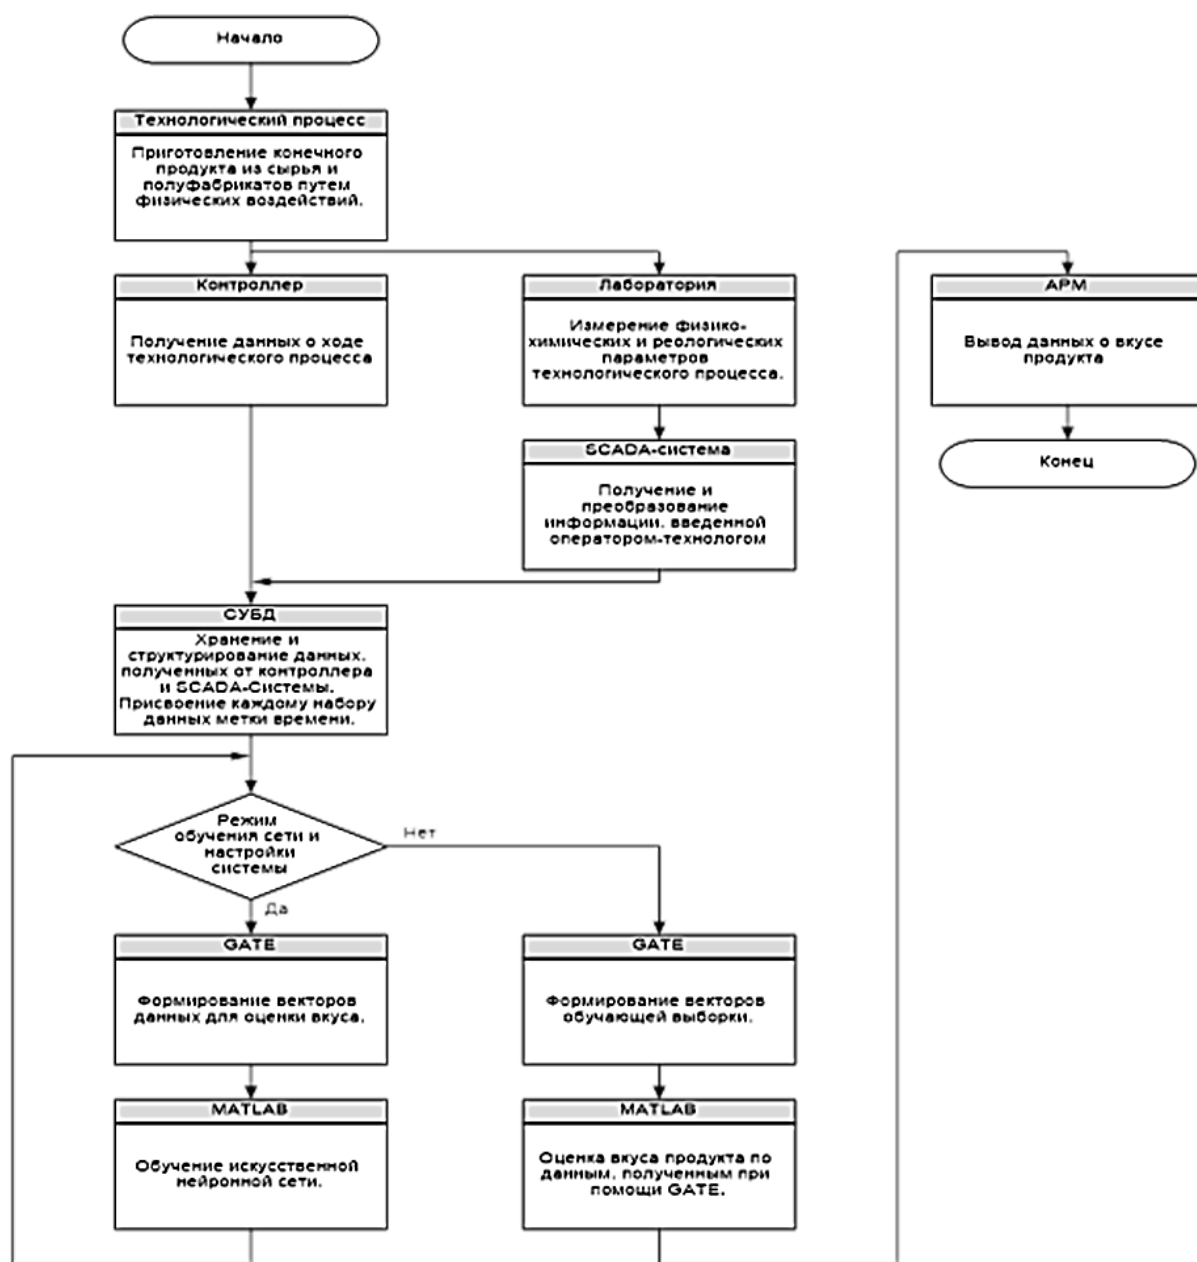 Начало
Технологический процесс
Приготовление конечного
продукта из сырья и
полуфабрикатов путем
физических воздействий.
Контроллер
Получение данных о ходе
технологического процесса
Лаборатория
Измерение физико-
химических и реологических
параметров
технологического процесса.
АРМ
Вывод данных о вкусе
продукта
SCADA-система
Получение и
преобразование
информации, введенной
оператором-технологом
Конец
СУБД
Хранение и
структурирование данных,
полученных от контроллера
и SCADA-Системы.
Присвоение каждому набору
данных метки времени.
Режим
обучения сети и
настройки
системы
Нет
Да
GATE
Формирование векторов
данных для оценки вкуса.
GATE
Формирование векторов
обучающей выборки.
MATLAB
Обучение искусственной
нейронной сети.
MATLAB
Оценка вкуса продукта по
данным, полученным при
помощи GATE.